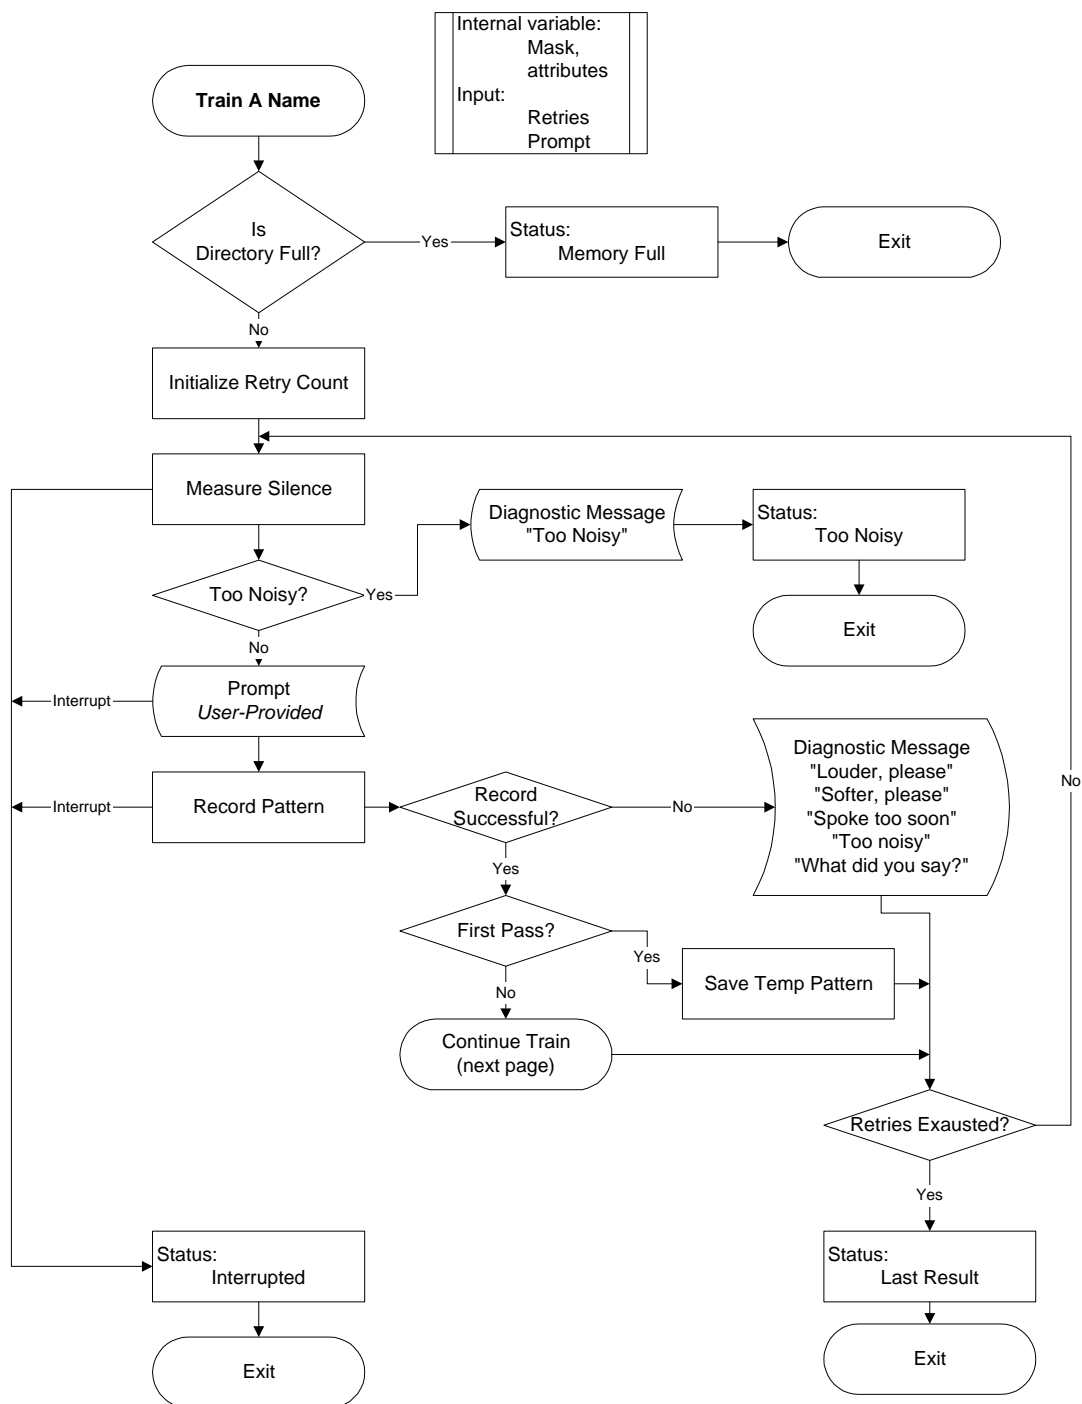 Internal variable:
Mask,
attributes
Input:
Retries
Prompt
Train A Name
Is
Directory Full?
Yes
Status:
Memory Full
Exit
No
Initialize Retry Count
Measure Silence
Diagnostic Message
"Too Noisy"
Status:
Too Noisy
Too Noisy?
Yes
Exit
No
Interrupt
Prompt
User-Provided
Interrupt
Record Pattern
Record
Successful?
No
Diagnostic Message
"Louder, please"
"Softer, please"
"Spoke too soon"
"Too noisy"
"What did you say?"
No
Yes
First Pass?
Yes
Save Temp Pattern
No
Continue Train
(next page)
Retries Exausted?
Yes
Status:
Interrupted
Status:
Last Result
Exit
Exit